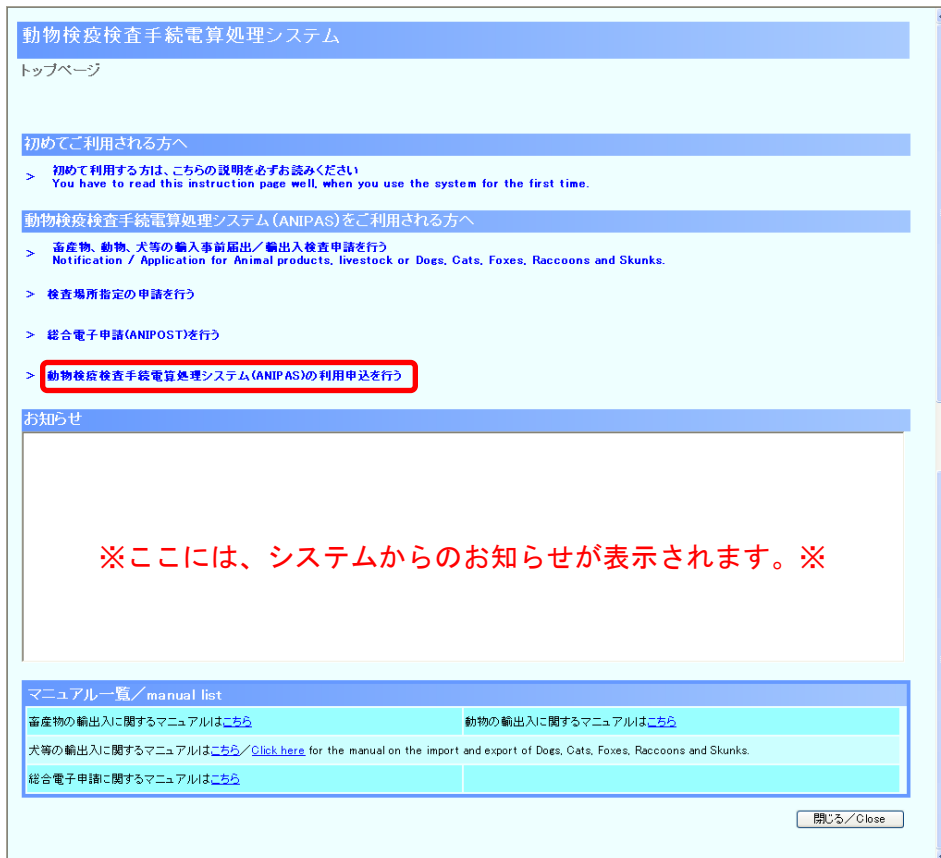 動物検疫検査手続電算処理システム
トップページ
初めてご利用される方へ
> 初めて利用する方は、こちらの説明を必ずお読みください
You have to read this instruction page well, when you use the system for the first time.
動物検疫検査手続電算処理システム(ANIPAS)をご利用される方へ
> 畜産物、動物、犬等の輸入事前届出/輸出入検査申請を行う
Notification / Application for Animal products, livestock or Dogs, Cats, Foxes, Raccoons and Skunks.
> 検査場所指定の申請を行う
> 総合電子申請(ANIPOST)を行う
> 動物検疫検査手続電算処理システム(ANIPAS)の利用申込を行う
お知らせ
※ここには、システムからのお知らせが表示されます。※
マニュアル一覧/manual list
畜産物の輸出入に関するマニュアルはこちら 動物の輸出入に関するマニュアルはこちら
犬等の輸出入に関するマニュアルはこちら/Click here for the manual on the import and export of Dogs, Cats, Foxes, Raccoons and Skunks.
総合電子申請に関するマニュアルはこちら
閉じる/Close